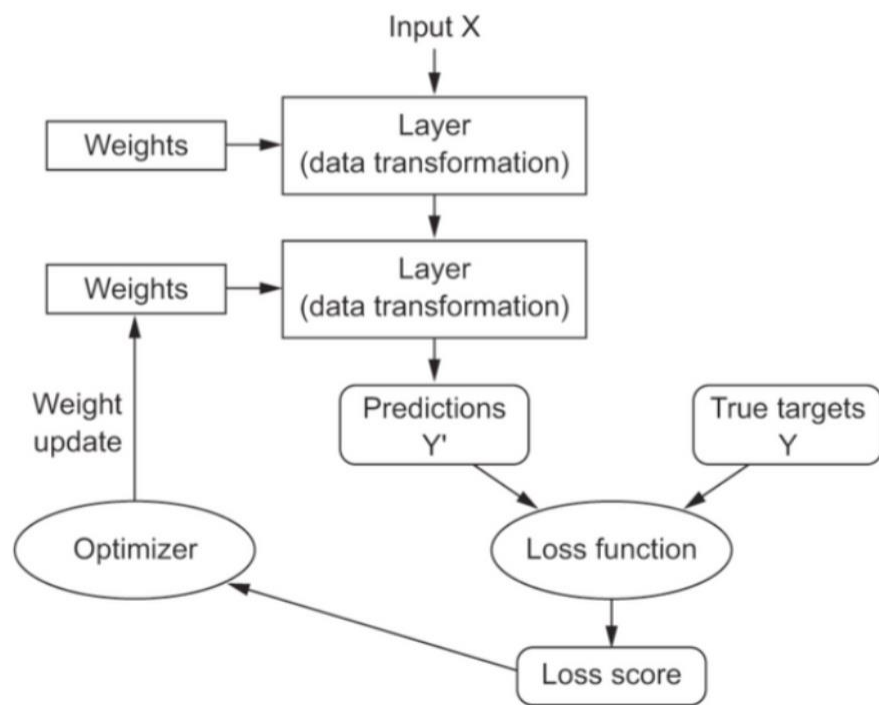 Input X
Weights
Layer
(data transformation)
Weights
Layer
(data transformation)
Weight
update
Predictions
Y'
True targets
Y
Optimizer
Loss function
Loss score